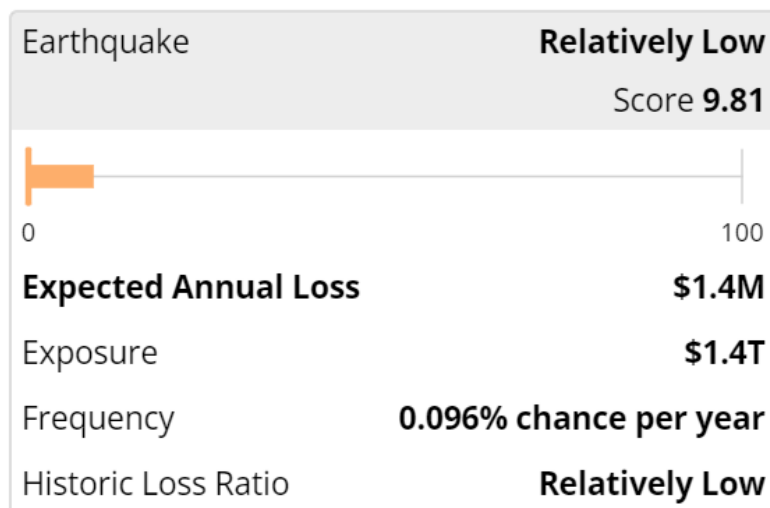 Earthquake Relatively Low
Score 9.81
0 100
Expected Annual Loss $1.4M
Exposure $1.4T
Frequency 0.096% chance per year
Historic Loss Ratio Relatively Low